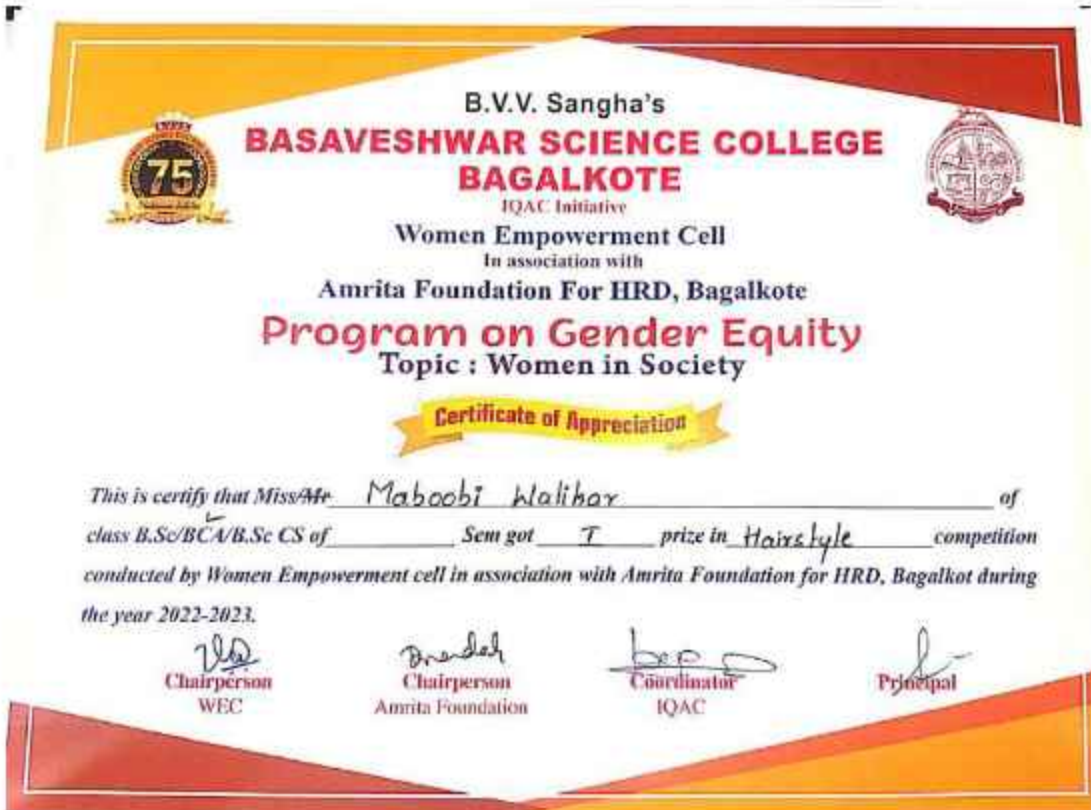 B.V.V. Sangha's
BASAVESHWAR SCIENCE COLLEGE
BAGALKOTE
75
IQAC Initiative
Women Empowerment Cell
In association with
Amrita Foundation For HRD, Bagalkote
Program on Gender Equity
Topic : Women in Society
Certificate of Appreciation
This is certify that Miss/Mr Maboobi Walikar of
class B.Sc/BCA/B.Sc CS of Sem got I prize in Hairstyle competition
conducted by Women Empowerment cell in association with Amrita Foundation for HRD, Bagalkot during
the year 2022-2023.
Chairperson Chairperson Coordinator Principal
WEC Amrita Foundation IQAC